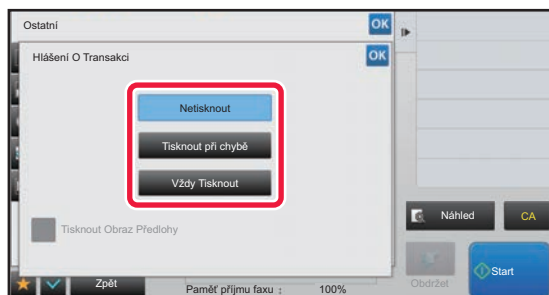 Ostatní
OK
Hlášení O Transakci
OK
Netisknout
Tisknout při chybě
Vždy Tisknout
Tisknout Obraz Předlohy
Náhled
CA
Zpět
Paměť příjmu faxu : 100%
Obdržet
Start